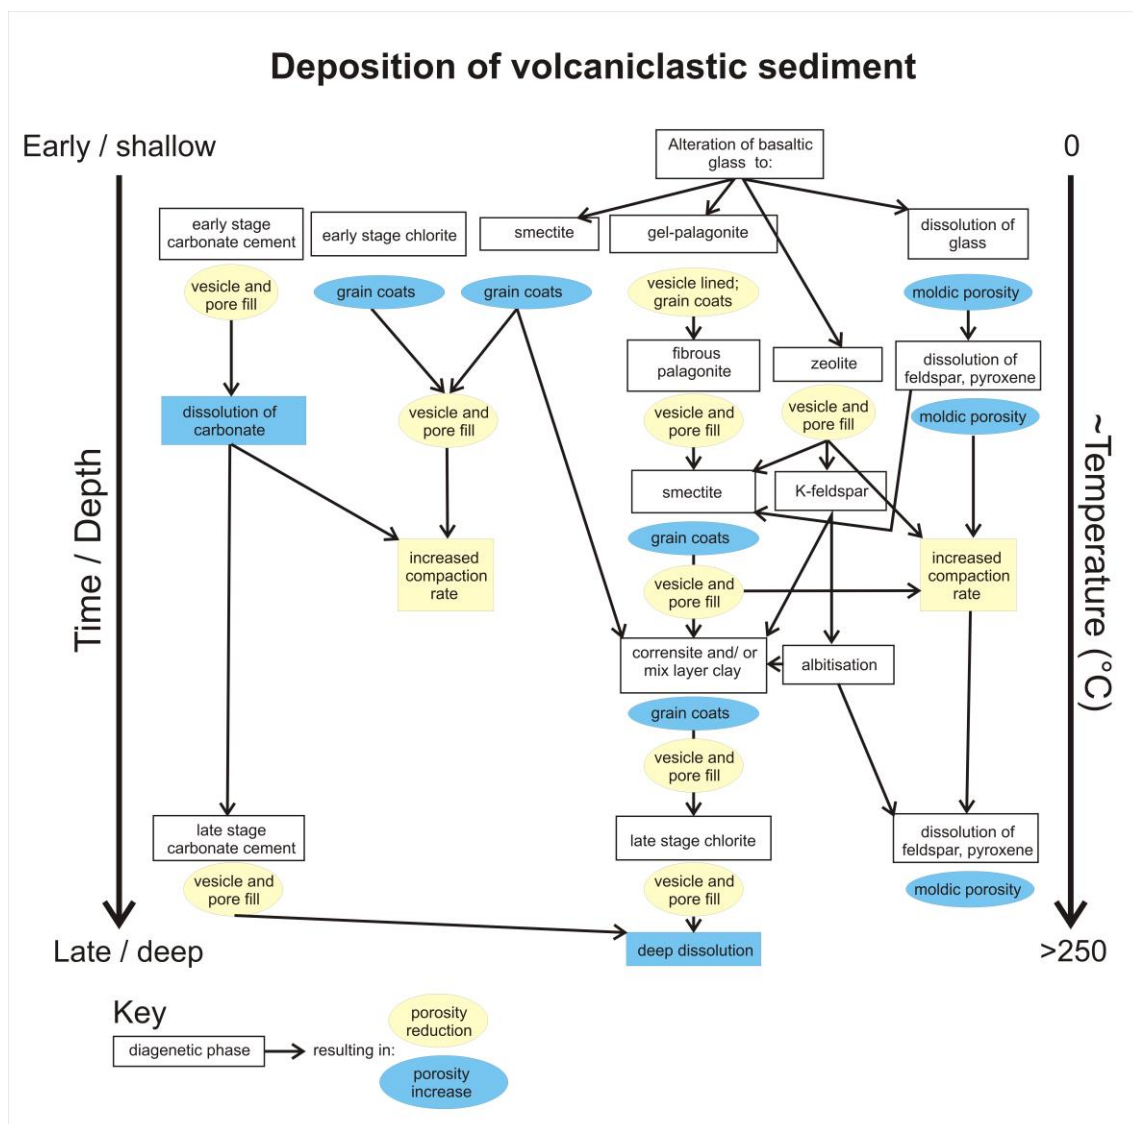 Deposition of volcaniclastic sediment
Early / shallow
0
Alteration of basaltic
glass to:
early stage
carbonate cement
early stage chlorite
smectite
gel-palagonite
dissolution of
glass
vesicle and
pore fill
grain coats
grain coats
vesicle lined;
grain coats
moldic porosity
fibrous
palagonite
zeolite
dissolution of
feldspar, pyroxene
dissolution of
carbonate
vesicle and
pore fill
vesicle and
pore fill
vesicle and
pore fill
moldic porosity
Time / Depth
~Temperature (°C)
smectite
K-feldspar
grain coats
increased
compaction
rate
vesicle and
pore fill
increased
compaction
rate
corrensite and/ or
mix layer clay
albitisation
grain coats
vesicle and
pore fill
late stage
carbonate cement
late stage chlorite
dissolution of
feldspar, pyroxene
vesicle and
pore fill
vesicle and
pore fill
moldic porosity
deep dissolution
Late / deep
>250
Key
diagenetic phase
resulting in:
porosity
reduction
porosity
increase